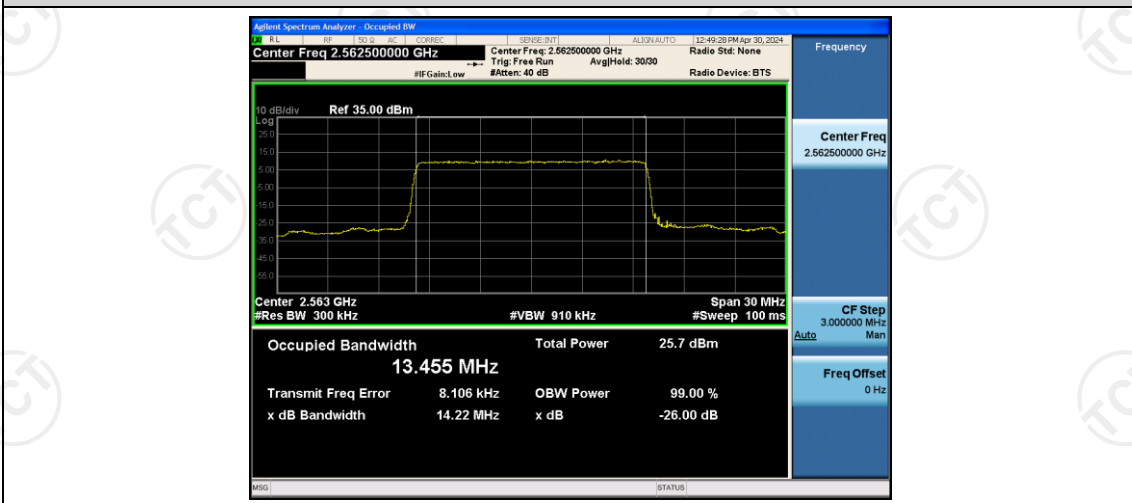 Agilent Spectrum Analyzer - Occupied BW
RL RF 50 Ω AC CORREC SENSE:INT ALIGN AUTO 12:49:28 PM Apr 30, 2024
Center Freq 2.562500000 GHz Center Freq: 2.562500000 GHz Radio Std: None Frequency
Trig: Free Run Avg|Hold: 30/30
#IFGain:Low #Atten: 40 dB Radio Device: BTS
10 dB/div Ref 35.00 dBm
Log
25.0
15.0
5.00
-5.00
-15.0
-25.0
-35.0
-45.0
-55.0
Center 2.563 GHz Span 30 MHz
#Res BW 300 kHz #VBW 910 kHz #Sweep 100 ms
Occupied Bandwidth Total Power 25.7 dBm
13.455 MHz
Transmit Freq Error 8.106 kHz OBW Power 99.00 %
x dB Bandwidth 14.22 MHz x dB -26.00 dB
Center Freq
2.562500000 GHz
CF Step
3.000000 MHz
Auto Man
Freq Offset
0 Hz
MSG STATUS
TCT
TCT
TCT
TCT